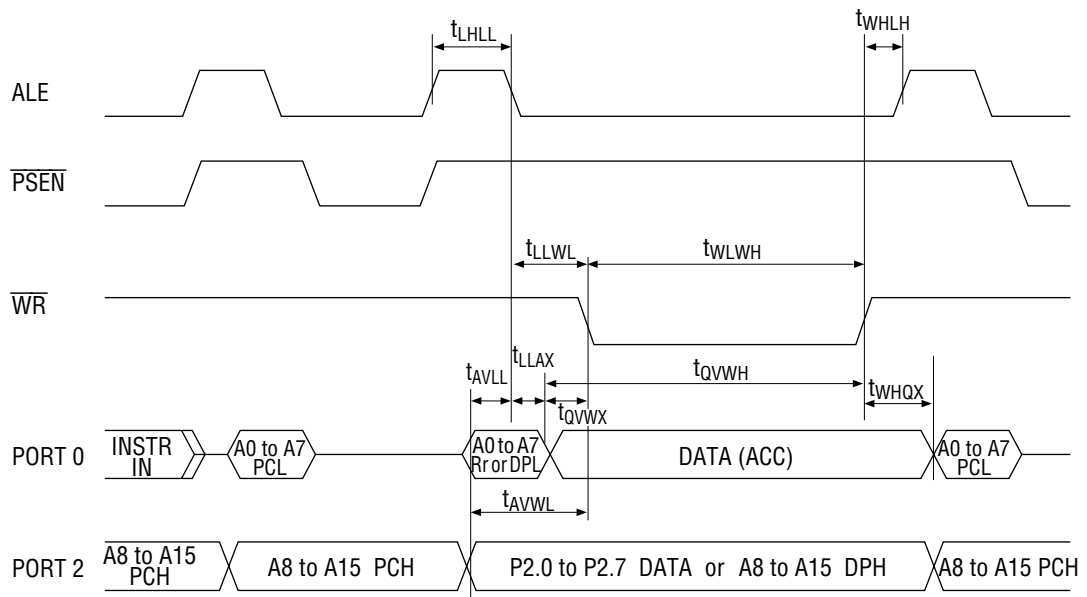 tLHLL
tWHLH
ALE
PSEN
tLLWL
tWLWH
WR
tLLAX
tAVLL
tQVWH
tWHQX
tQVWX
PORT 0
INSTR
IN
A0 to A7
PCL
A0 to A7
Rr or DPL
DATA (ACC)
A0 to A7
PCL
tAVWL
PORT 2
A8 to A15
PCH
A8 to A15 PCH
P2.0 to P2.7 DATA or A8 to A15 DPH
A8 to A15 PCH